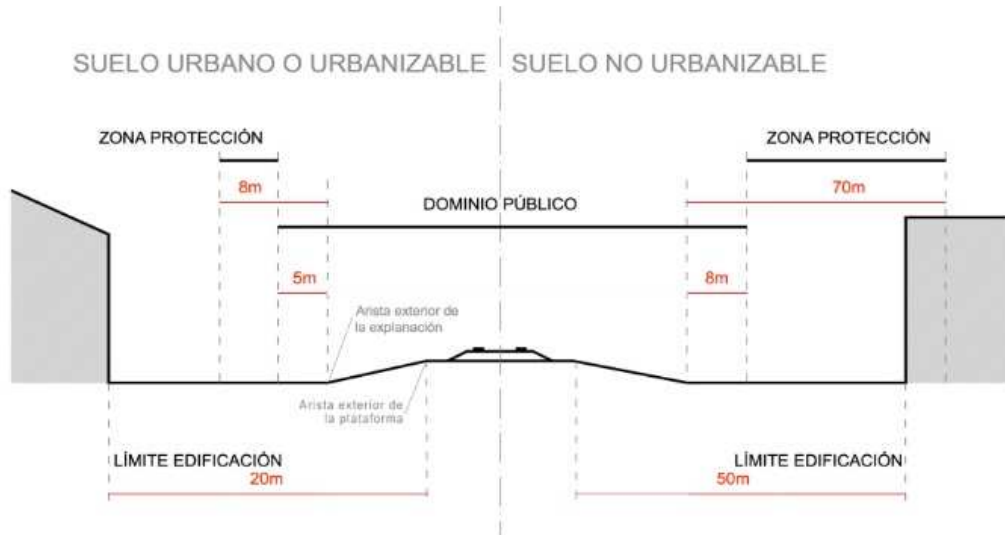 SUELO URBANO O URBANIZABLE
SUELO NO URBANIZABLE
ZONA PROTECCIÓN
ZONA PROTECCIÓN
8m
70m
DOMINIO PÚBLICO
5m
8m
Arista exterior de
la explanación
Arista exterior de
la plataforma
LÍMITE EDIFICACIÓN
LÍMITE EDIFICACIÓN
20m
50m